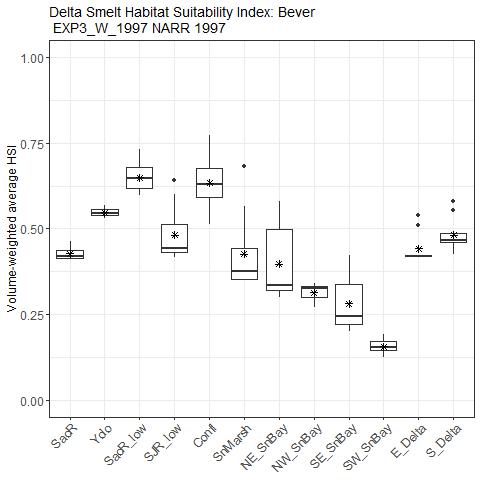 Delta Smelt Habitat Suitability Index: Bever
EXP3_W_1997 NARR 1997
Volume-weighted average HSI
1.00
0.75
0.50
0.25
0.00
SacR
Yolo
SacR_low
SJR_low
Confl
SnMarsh
NE_SnBay
NW_SnBay
SE_SnBay
SW_SnBay
E_Delta
S_Delta